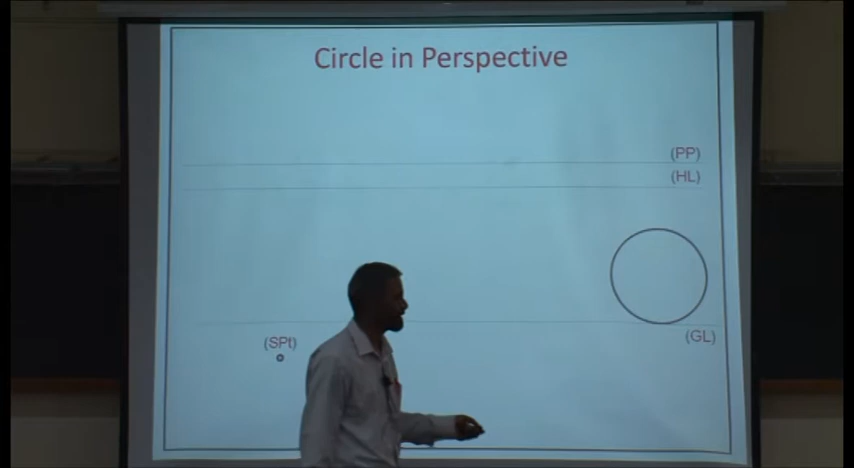 Circle in Perspective
(PP)
(HL)
(GL)
(SPt)